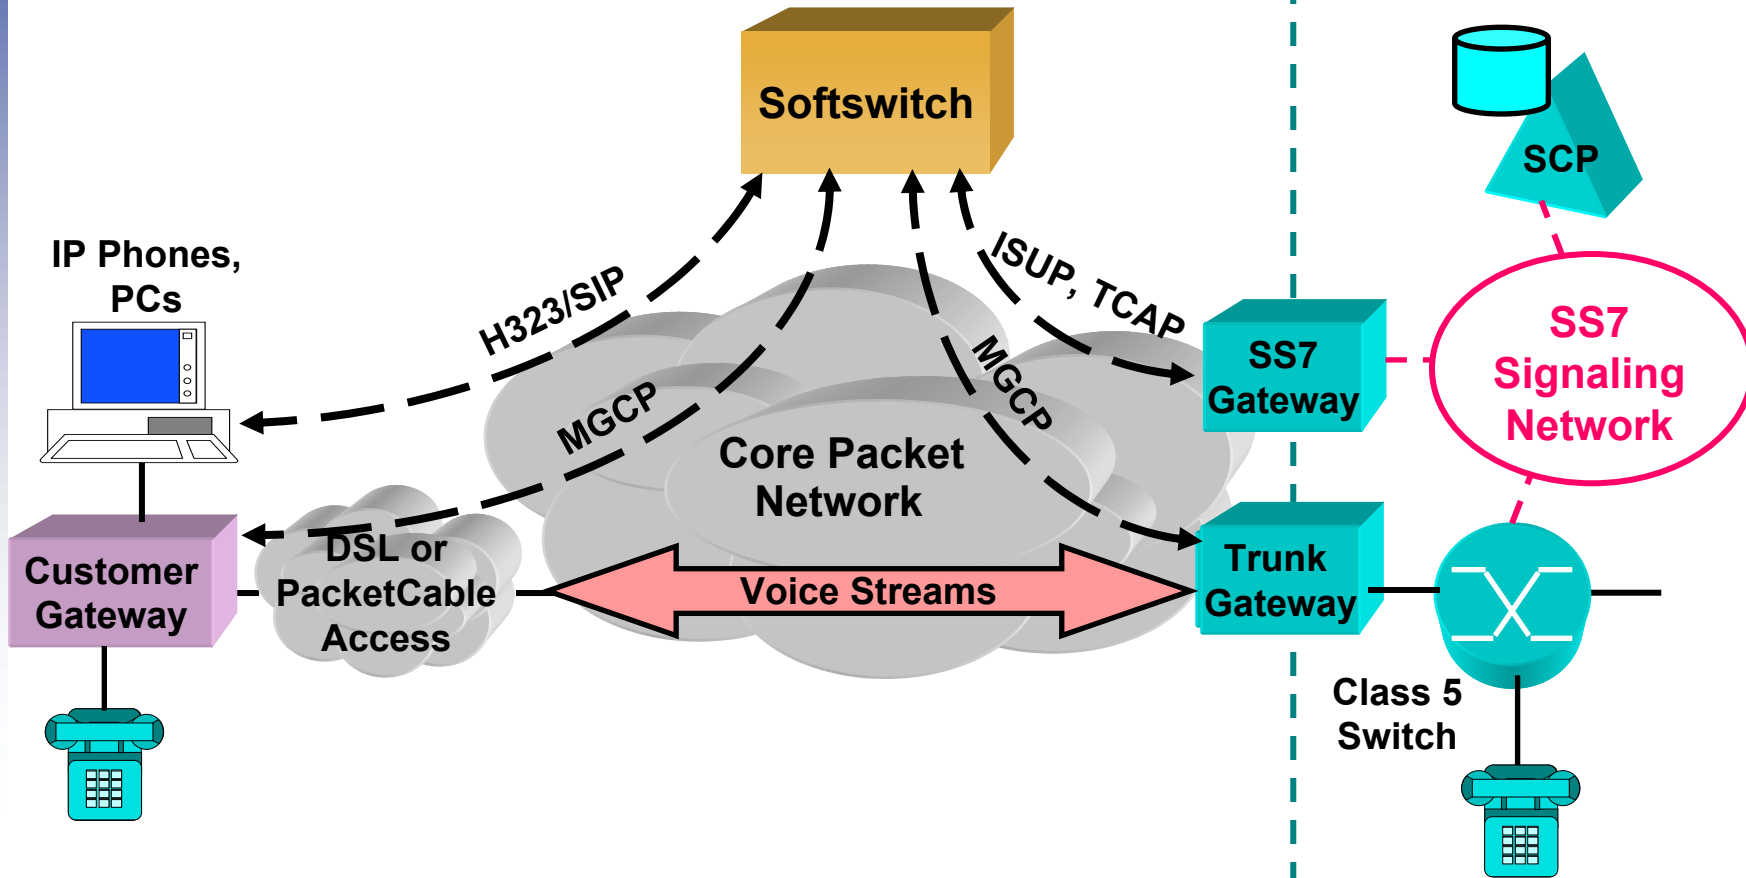 Softswitch
SCP
IP Phones,
PCs
H323/SIP
ISUP, TCAP
MGCP
MGCP
SS7
Gateway
SS7
Signaling
Network
Core Packet
Network
Customer
Gateway
DSL or
PacketCable
Access
Voice Streams
Trunk
Gateway
Class 5
Switch